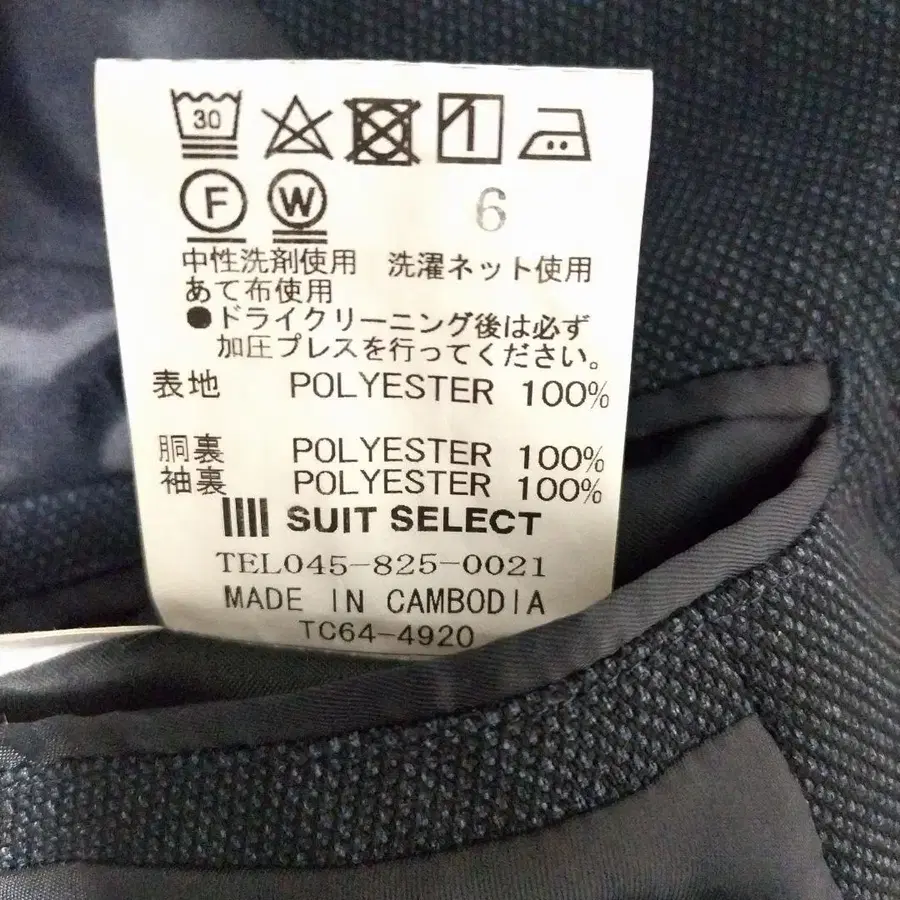 30
F W 6
中性洗剤使用 洗濯ネット使用
あて布使用
●ドライクリーニング後は必ず
加圧プレスを行ってください。
表地 POLYESTER 100%
胴裏 POLYESTER 100%
袖裏 POLYESTER 100%
SUIT SELECT
TEL045-825-0021
MADE IN CAMBODIA
TC64-4920